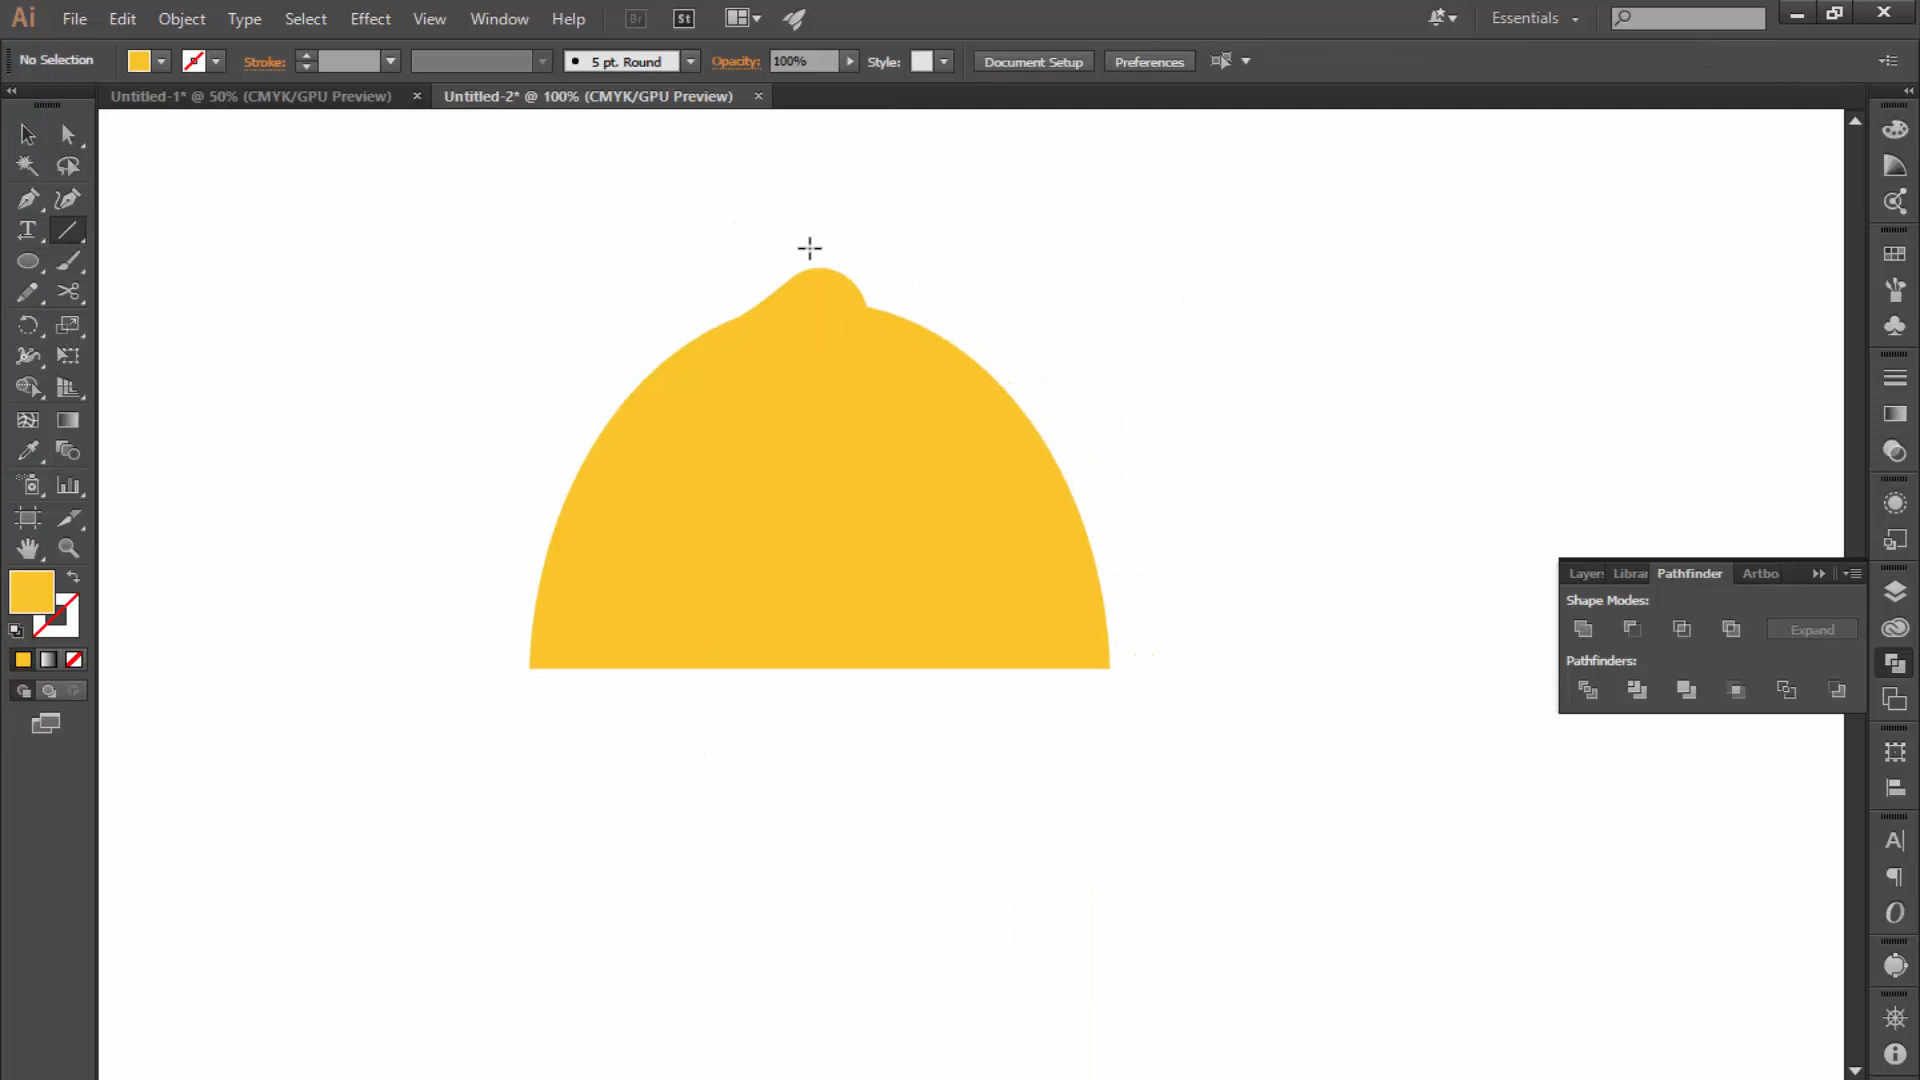 Ai File Edit Object Type Select Effect View Window Help Br St Essentials
No Selection Stroke: 5 pt. Round Opacity: 100% Style: Document Setup Preferences
Untitled-1* @ 50% (CMYK/GPU Preview) × Untitled-2* @ 100% (CMYK/GPU Preview) ×
Layer Librar Pathfinder Artbo
Shape Modes:
Expand
Pathfinders: